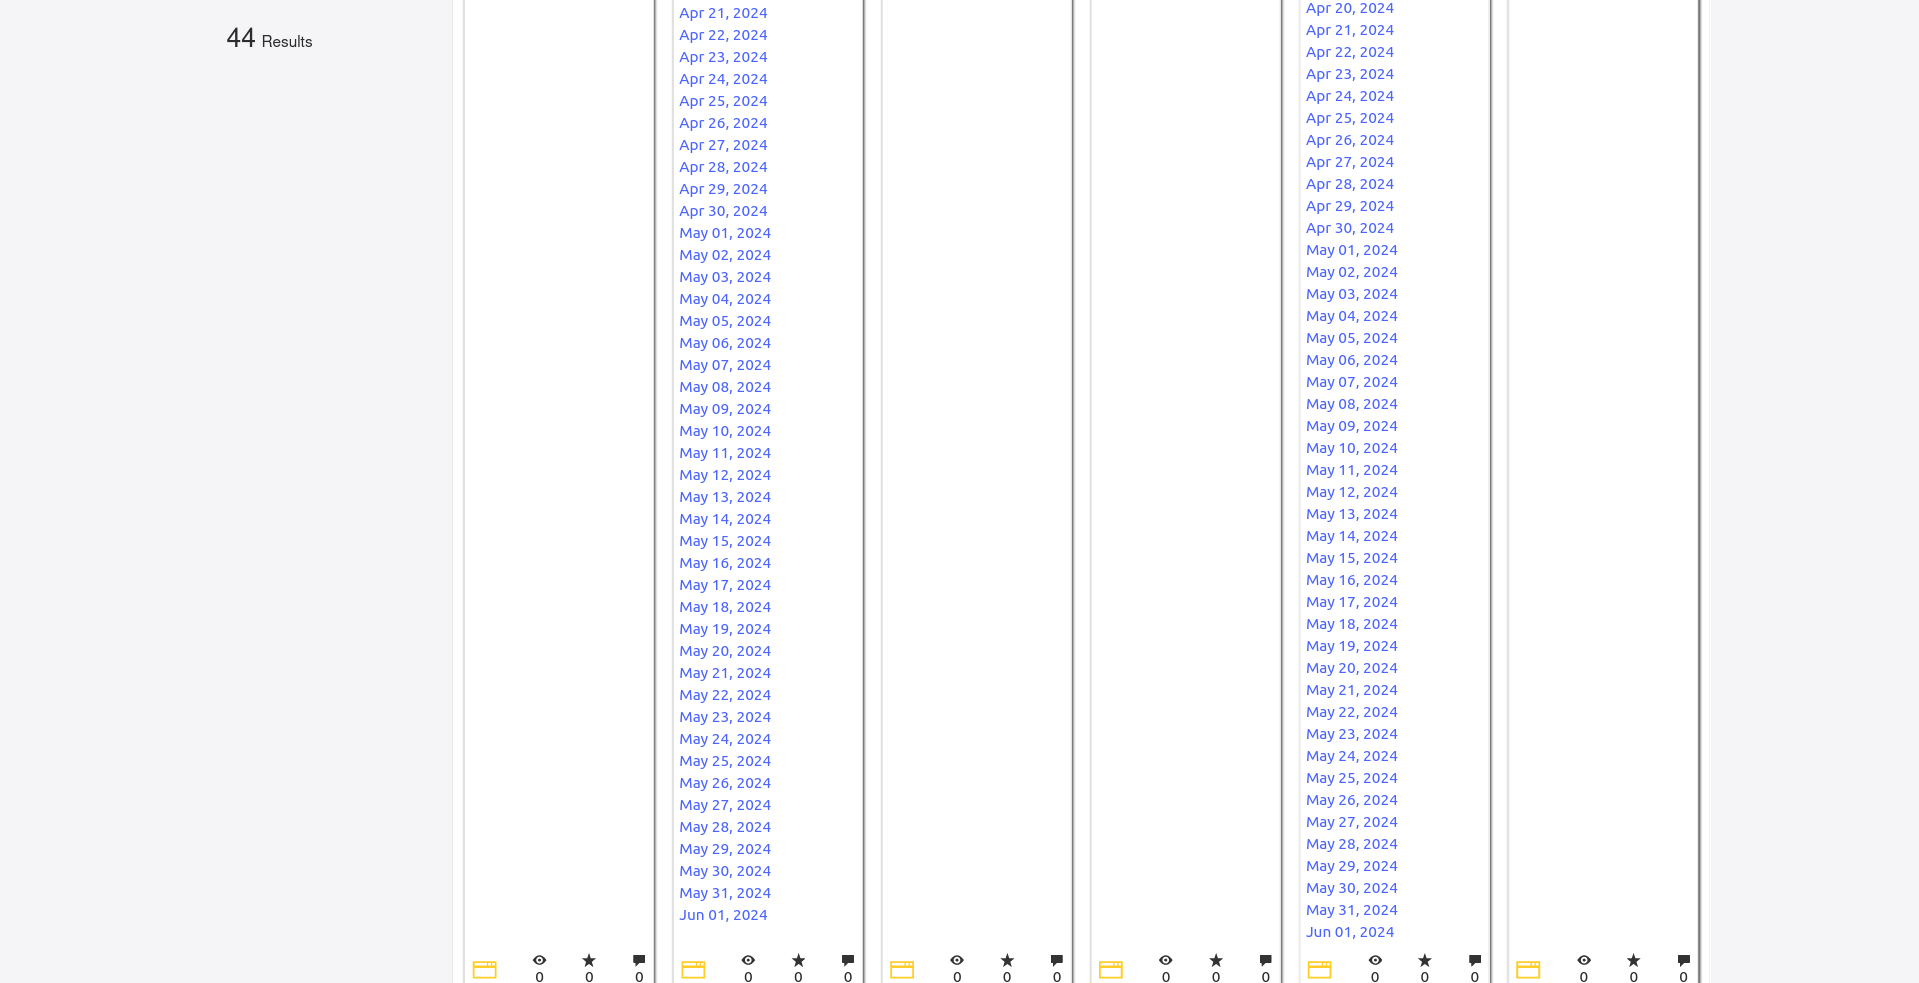 44 Results
Apr 21, 2024
Apr 22, 2024
Apr 23, 2024
Apr 24, 2024
Apr 25, 2024
Apr 26, 2024
Apr 27, 2024
Apr 28, 2024
Apr 29, 2024
Apr 30, 2024
May 01, 2024
May 02, 2024
May 03, 2024
May 04, 2024
May 05, 2024
May 06, 2024
May 07, 2024
May 08, 2024
May 09, 2024
May 10, 2024
May 11, 2024
May 12, 2024
May 13, 2024
May 14, 2024
May 15, 2024
May 16, 2024
May 17, 2024
May 18, 2024
May 19, 2024
May 20, 2024
May 21, 2024
May 22, 2024
May 23, 2024
May 24, 2024
May 25, 2024
May 26, 2024
May 27, 2024
May 28, 2024
May 29, 2024
May 30, 2024
May 31, 2024
Jun 01, 2024
Apr 20, 2024
Apr 21, 2024
Apr 22, 2024
Apr 23, 2024
Apr 24, 2024
Apr 25, 2024
Apr 26, 2024
Apr 27, 2024
Apr 28, 2024
Apr 29, 2024
Apr 30, 2024
May 01, 2024
May 02, 2024
May 03, 2024
May 04, 2024
May 05, 2024
May 06, 2024
May 07, 2024
May 08, 2024
May 09, 2024
May 10, 2024
May 11, 2024
May 12, 2024
May 13, 2024
May 14, 2024
May 15, 2024
May 16, 2024
May 17, 2024
May 18, 2024
May 19, 2024
May 20, 2024
May 21, 2024
May 22, 2024
May 23, 2024
May 24, 2024
May 25, 2024
May 26, 2024
May 27, 2024
May 28, 2024
May 29, 2024
May 30, 2024
May 31, 2024
Jun 01, 2024
0 0 0 0 0 0 0 0 0 0 0 0 0 0 0 0 0 0